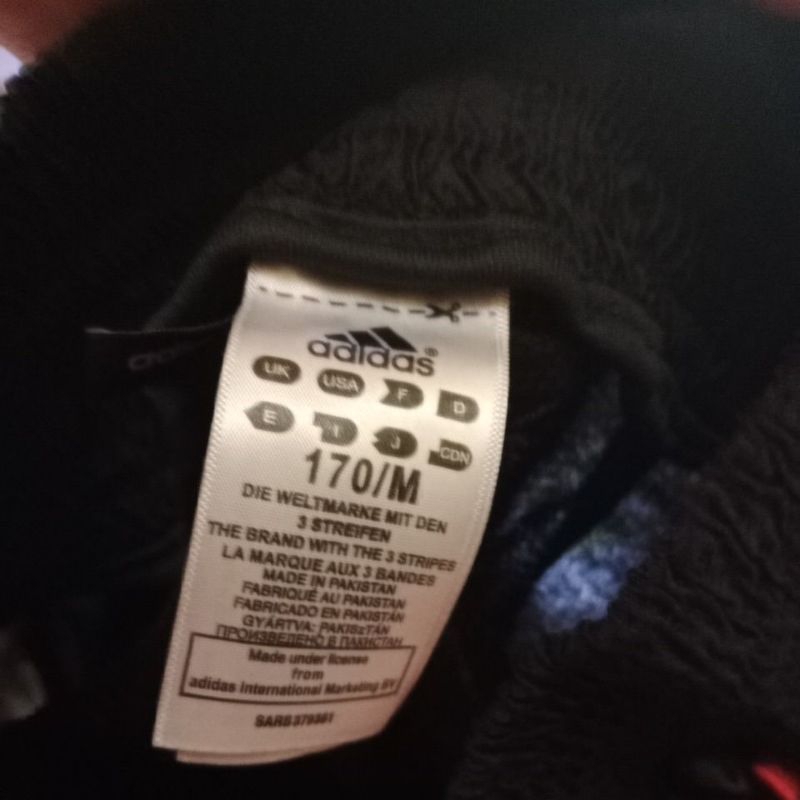 adidas®
UK USA F D
E I J CDN
170/M
DIE WELTMARKE MIT DEN
3 STREIFEN
THE BRAND WITH THE 3 STRIPES
LA MARQUE AUX 3 BANDES
MADE IN PAKISTAN
FABRIQUÉ AU PAKISTAN
FABRICADO EN PAKISTÁN
GYÁRTVA: PAKISzTÁN
ПРОИЗВЕДЕНО В ПАКИСТАН
Made under license
from
adidas International Marketing BV